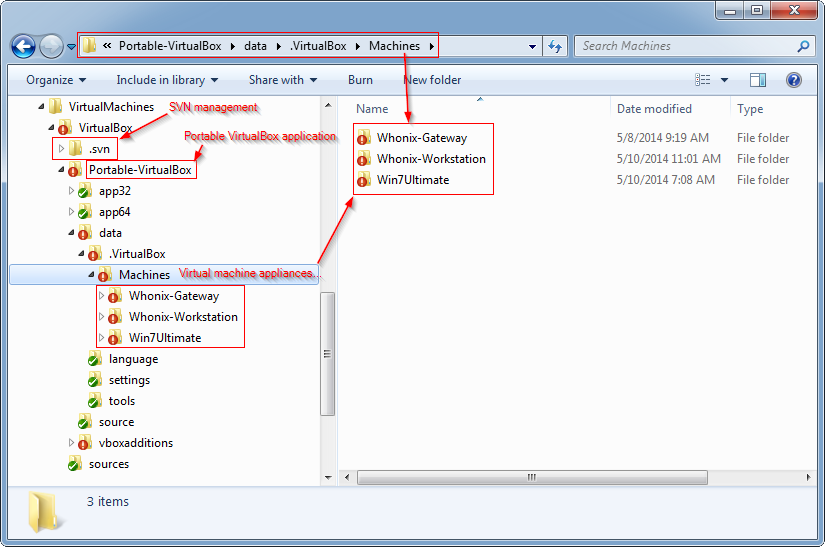 « Portable-VirtualBox data .VirtualBox Machines
Search Machines
Organize Include in library Share with Burn New folder
VirtualMachines
VirtualBox
.svn
Portable-VirtualBox
app32
app64
data
.VirtualBox
Machines
Whonix-Gateway
Whonix-Workstation
Win7Ultimate
language
settings
tools
source
vboxadditions
sources
SVN management
Portable VirtualBox application
Virtual machine appliances...
Name Date modified Type
Whonix-Gateway 5/8/2014 9:19 AM File folder
Whonix-Workstation 5/10/2014 11:01 AM File folder
Win7Ultimate 5/10/2014 7:08 AM File folder
3 items